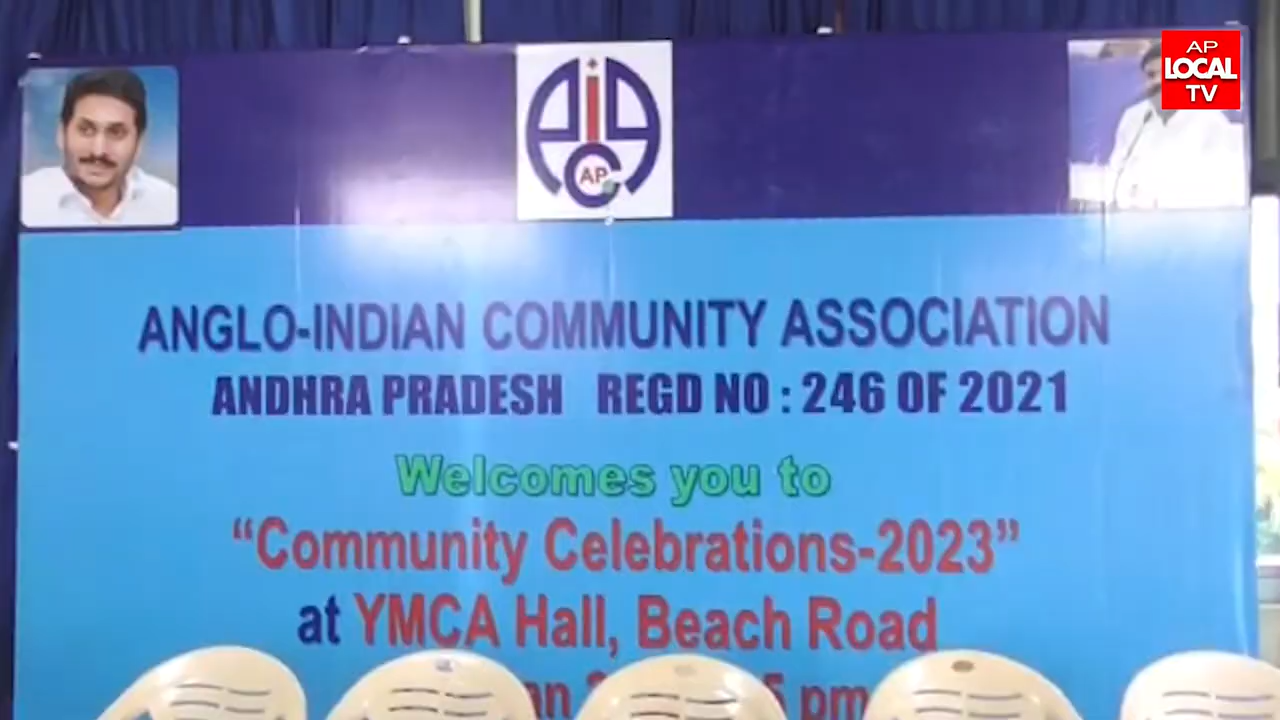 AP
LOCAL
TV
AP
ANGLO-INDIAN COMMUNITY ASSOCIATION
ANDHRA PRADESH REGD NO : 246 OF 2021
Welcomes you to
“Community Celebrations-2023”
at YMCA Hall, Beach Road
pm